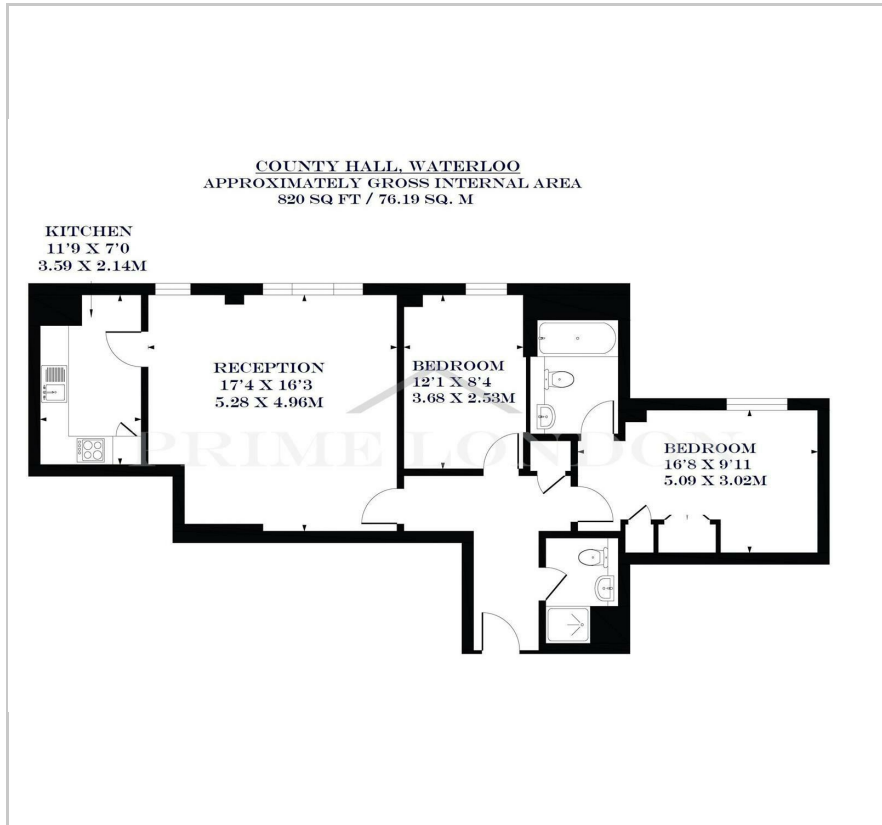 COUNTY HALL, WATERLOO
APPROXIMATELY GROSS INTERNAL AREA
820 SQ FT / 76.19 SQ. M
KITCHEN
11'9 X 7'0
3.59 X 2.14M
RECEPTION
17'4 X 16'3
5.28 X 4.96M
BEDROOM
12'1 X 8'4
3.68 X 2.53M
BEDROOM
16'8 X 9'11
5.09 X 3.02M
PRIME LONDON